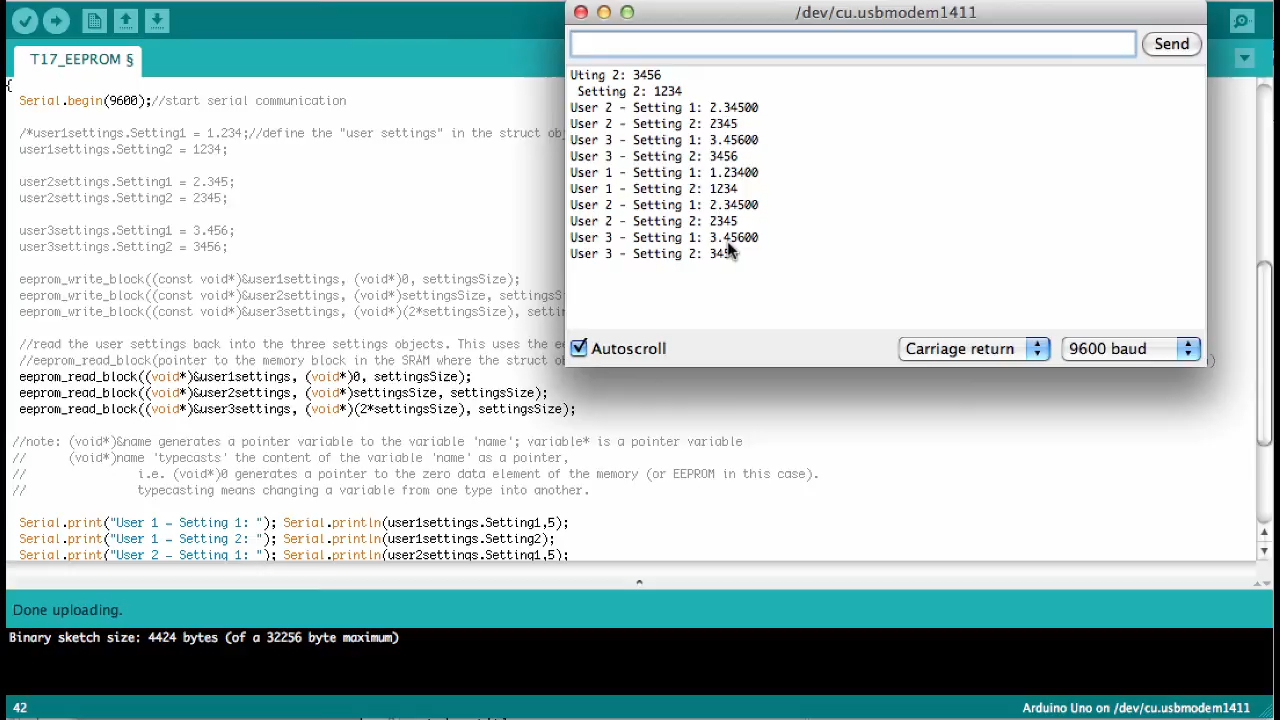 /dev/cu.usbmodem1411
Send
T17_EEPROM §
Uting 2: 3456
 Setting 2: 1234
User 2 - Setting 1: 2.34500
User 2 - Setting 2: 2345
User 3 - Setting 1: 3.45600
User 3 - Setting 2: 3456
User 1 - Setting 1: 1.23400
User 1 - Setting 2: 1234
User 2 - Setting 1: 2.34500
User 2 - Setting 2: 2345
User 3 - Setting 1: 3.45600
User 3 - Setting 2:
Autoscroll
Carriage return
9600 baud
{
Serial.begin(9600);//start serial communication
/*user1settings.Setting1 = 1.234;//define the "user settings" in the struct
user1settings.Setting2 = 1234;
user2settings.Setting1 = 2.345;
user2settings.Setting2 = 2345;
user3settings.Setting1 = 3.456;
user3settings.Setting2 = 3456;
eeprom_write_block((const void*)&user1settings, (void*)0, settingsSize);
eeprom_write_block((const void*)&user2settings, (void*)settingsSize, settingsS
eeprom_write_block((const void*)&user3settings, (void*)(2*settingsSize),
//read the user settings back into the three settings objects. This uses the
//eeprom_read_block(pointer to the memory block in the SRAM where the struct
eeprom_read_block((void*)&user1settings, (void*)0, settingsSize);
eeprom_read_block((void*)&user2settings, (void*)settingsSize, settingsSize);
eeprom_read_block((void*)&user3settings, (void*)(2*settingsSize), settingsSize);
//note: (void*)&name generates a pointer variable to the variable 'name'; variable* is a pointer variable
// (void*)name 'typecasts' the content of the variable 'name' as a pointer,
// i.e. (void*)0 generates a pointer to the zero data element of the memory (or EEPROM in this case).
// typecasting means changing a variable from one type into another.
Serial.print("User 1 - Setting 1: "); Serial.println(user1settings.Setting1,5);
Serial.print("User 1 - Setting 2: "); Serial.println(user1settings.Setting2);
Serial.print("User 2 - Setting 1: "); Serial.println(user2settings.Setting1,5);
Done uploading.
Binary sketch size: 4424 bytes (of a 32256 byte maximum)
42
Arduino Uno on /dev/cu.usbmodem1411